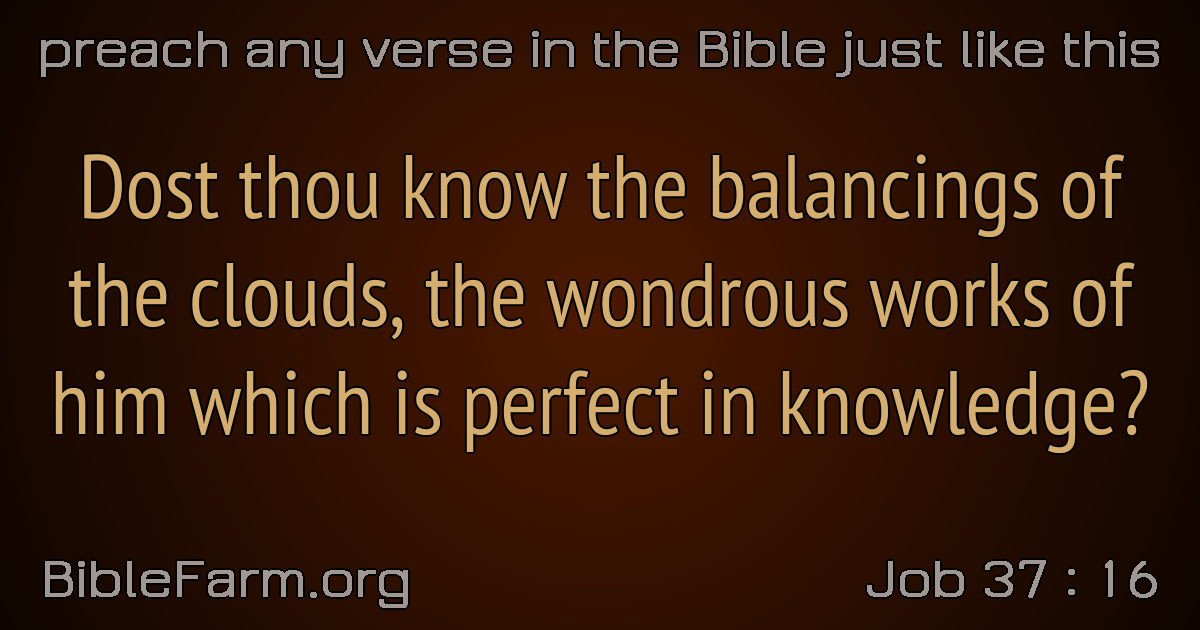 preach any verse in the Bible just like this
Dost thou know the balancings of
the clouds, the wondrous works of
him which is perfect in knowledge?
BibleFarm.org
Job 37 : 16